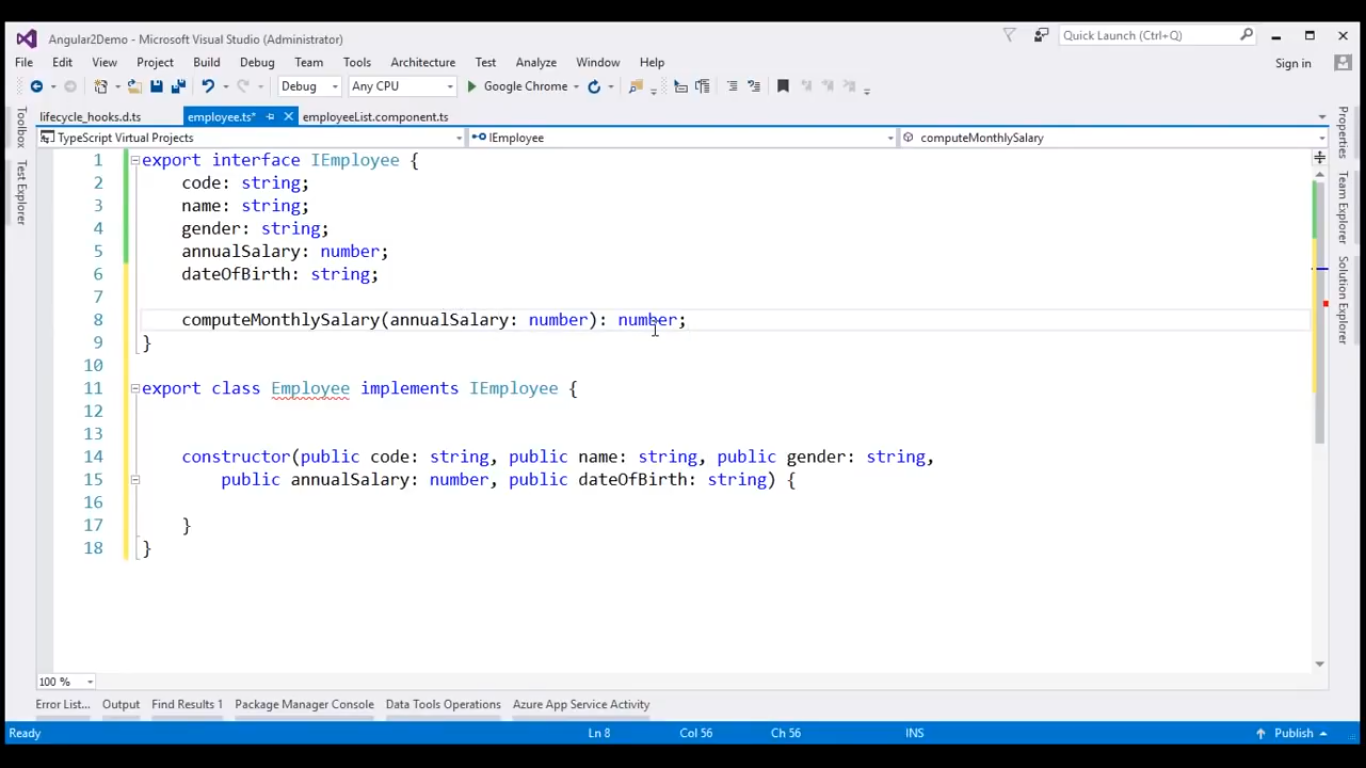 Angular2Demo - Microsoft Visual Studio (Administrator)
Quick Launch (Ctrl+Q)
File Edit View Project Build Debug Team Tools Architecture Test Analyze Window Help
Sign in
Debug Any CPU Google Chrome
lifecycle_hooks.d.ts employee.ts* employeeList.component.ts
TypeScript Virtual Projects IEmployee computeMonthlySalary
Toolbox
Test Explorer
1 export interface IEmployee {
2 code: string;
3 name: string;
4 gender: string;
5 annualSalary: number;
6 dateOfBirth: string;
7
8 computeMonthlySalary(annualSalary: number): number;
9 }
10
11 export class Employee implements IEmployee {
12
13
14 constructor(public code: string, public name: string, public gender: string,
15 public annualSalary: number, public dateOfBirth: string) {
16
17 }
18 }
Properties
Team Explorer
Solution Explorer
100 %
Error List... Output Find Results 1 Package Manager Console Data Tools Operations Azure App Service Activity
Ready Ln 8 Col 56 Ch 56 INS Publish